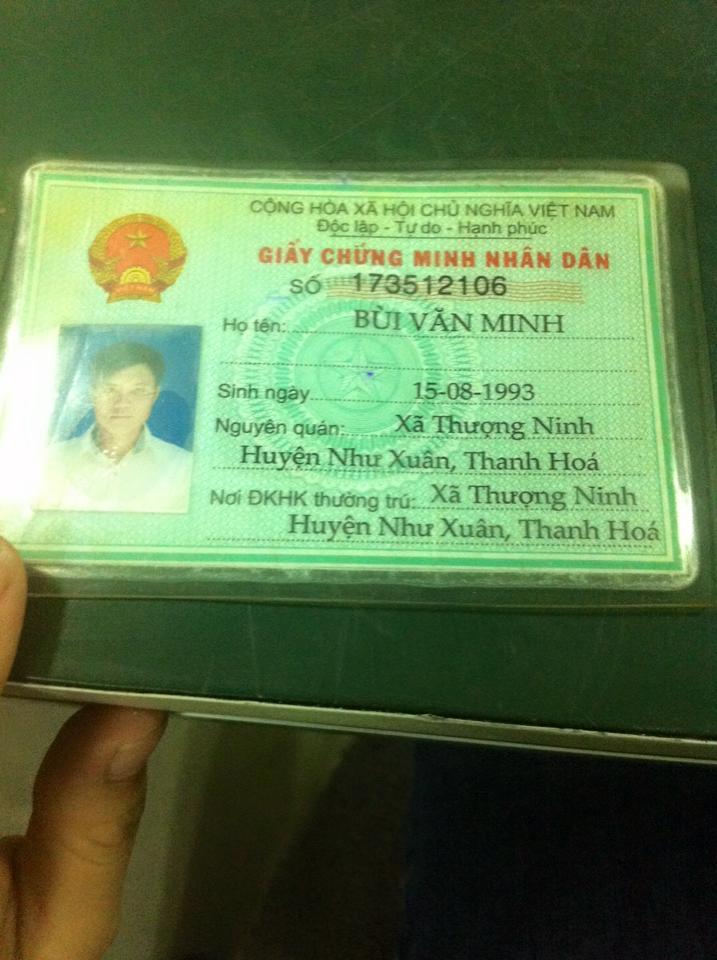 CỘNG HÒA XÃ HỘI CHỦ NGHĨA VIỆT NAM
Độc lập - Tự do - Hạnh phúc
GIẤY CHỨNG MINH NHÂN DÂN
SỐ 173512106
Họ tên: BÙI VĂN MINH
Sinh ngày 15-08-1993
Nguyên quán: Xã Thượng Ninh
Huyện Như Xuân, Thanh Hoá
Nơi ĐKHK thường trú: Xã Thượng Ninh
Huyện Như Xuân, Thanh Hoá
VIỆT NAM